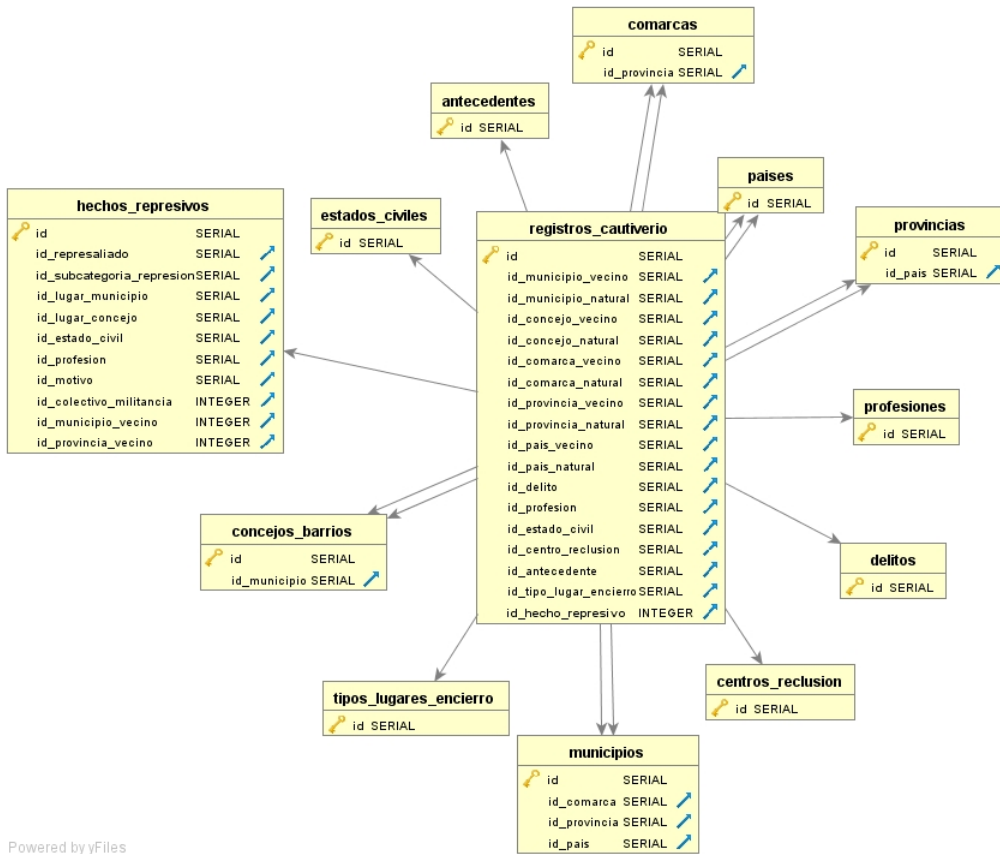 comarcas
id SERIAL
id_provincia SERIAL
antecedentes
id SERIAL
paises
id SERIAL
hechos_represivos
id SERIAL
id_represaliado SERIAL
id_subcategoria_represion SERIAL
id_lugar_municipio SERIAL
id_lugar_concejo SERIAL
id_estado_civil SERIAL
id_profesion SERIAL
id_motivo SERIAL
id_colectivo_militancia INTEGER
id_municipio_vecino INTEGER
id_provincia_vecino INTEGER
estados_civiles
id SERIAL
registros_cautiverio
id SERIAL
id_municipio_vecino SERIAL
id_municipio_natural SERIAL
id_concejo_vecino SERIAL
id_concejo_natural SERIAL
id_comarca_vecino SERIAL
id_comarca_natural SERIAL
id_provincia_vecino SERIAL
id_provincia_natural SERIAL
id_pais_vecino SERIAL
id_pais_natural SERIAL
id_delito SERIAL
id_profesion SERIAL
id_estado_civil SERIAL
id_centro_reclusion SERIAL
id_antecedente SERIAL
id_tipo_lugar_encierro SERIAL
id_hecho_represivo INTEGER
provincias
id SERIAL
id_pais SERIAL
profesiones
id SERIAL
concejos_barrios
id SERIAL
id_municipio SERIAL
delitos
id SERIAL
tipos_lugares_encierro
id SERIAL
centros_reclusion
id SERIAL
municipios
id SERIAL
id_comarca SERIAL
id_provincia SERIAL
id_pais SERIAL
Powered by yFiles